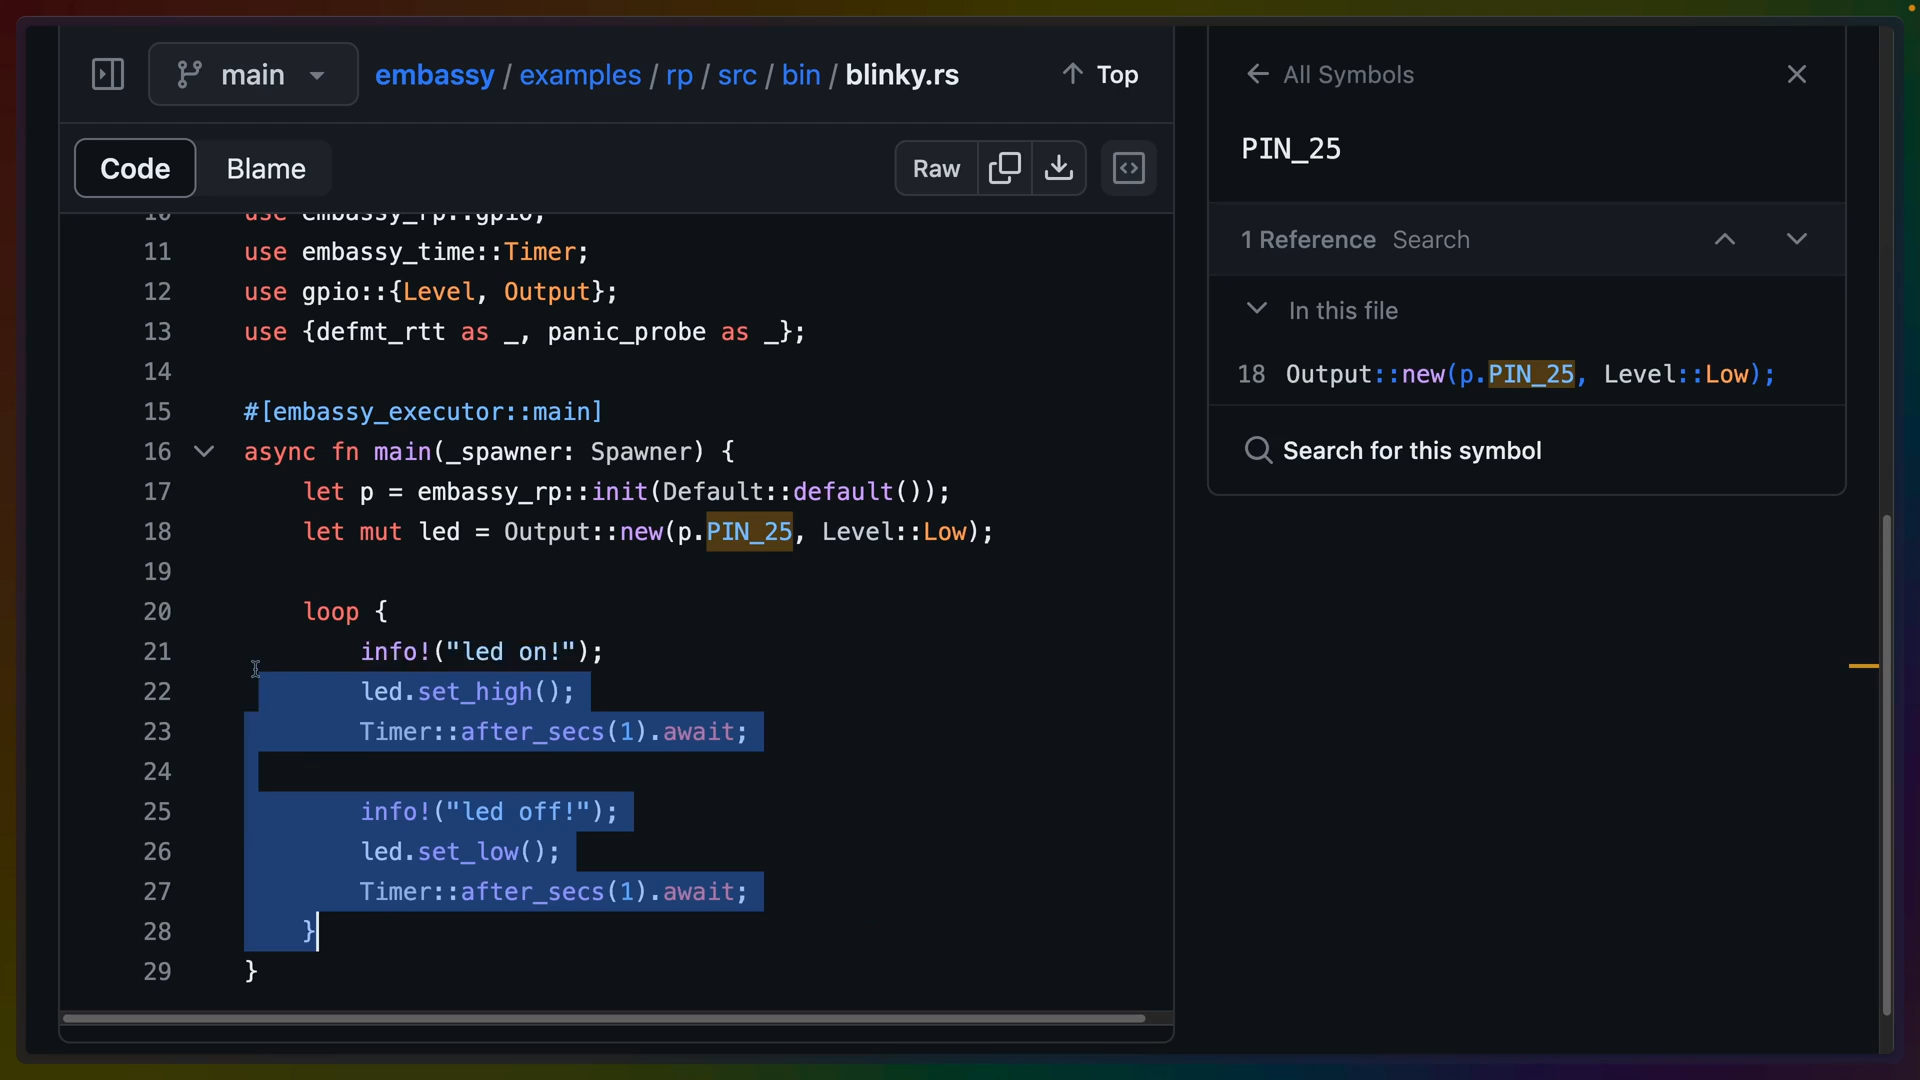 main
embassy / examples / rp / src / bin / blinky.rs
Top
Code
Blame
Raw
10 use embassy_rp::gpio;
11 use embassy_time::Timer;
12 use gpio::{Level, Output};
13 use {defmt_rtt as _, panic_probe as _};
14
15 #[embassy_executor::main]
16 async fn main(_spawner: Spawner) {
17 let p = embassy_rp::init(Default::default());
18 let mut led = Output::new(p.PIN_25, Level::Low);
19
20 loop {
21 info!("led on!");
22 led.set_high();
23 Timer::after_secs(1).await;
24
25 info!("led off!");
26 led.set_low();
27 Timer::after_secs(1).await;
28 }
29 }
All Symbols
PIN_25
1 Reference Search
In this file
18 Output::new(p.PIN_25, Level::Low);
Search for this symbol